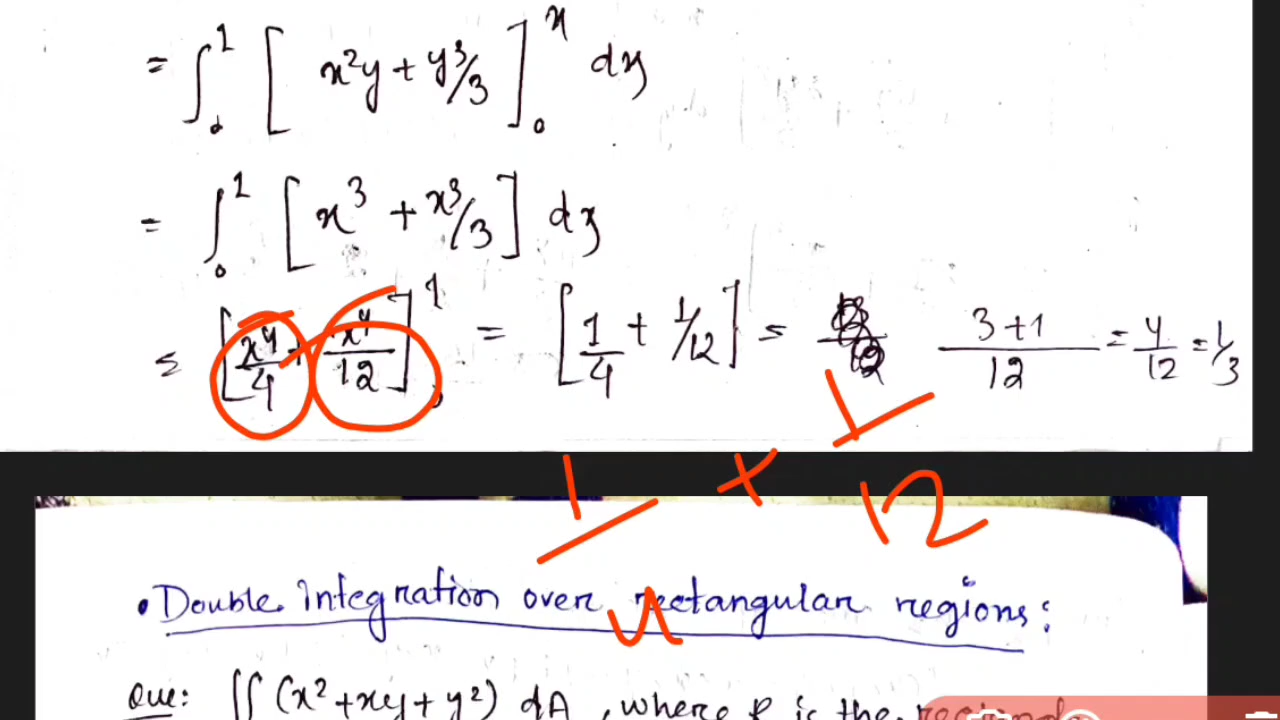 = ∫₀¹ [ x²y + y³/3 ]₀ˣ dx
= ∫₀¹ [ x³ + x³/3 ] dx
= [ x⁴/4 + x⁴/12 ]₀¹ = [ 1/4 + 1/12 ] = (3+1)/12 = 4/12 = 1/3
1/4 + 1/12
• Double integration over rectangular regions:
Que: ∬ (x² + xy + y²) dA, where R is the region